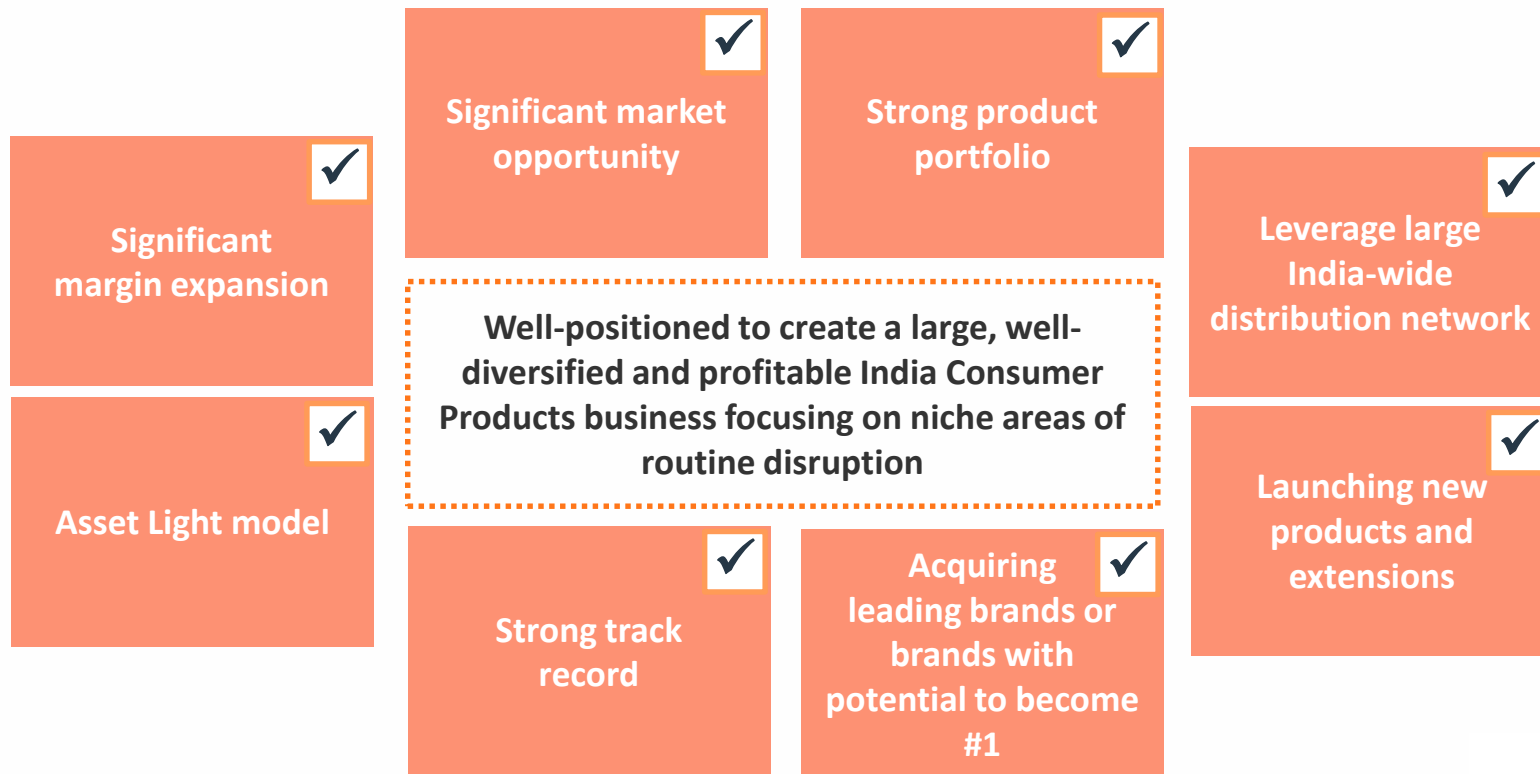 Significant market
opportunity
Strong product
portfolio
Significant
margin expansion
Leverage large
India-wide
distribution network
Well-positioned to create a large, well-
diversified and profitable India Consumer
Products business focusing on niche areas of
routine disruption
Asset Light model
Launching new
products and
extensions
Strong track
record
Acquiring
leading brands or
brands with
potential to become
#1